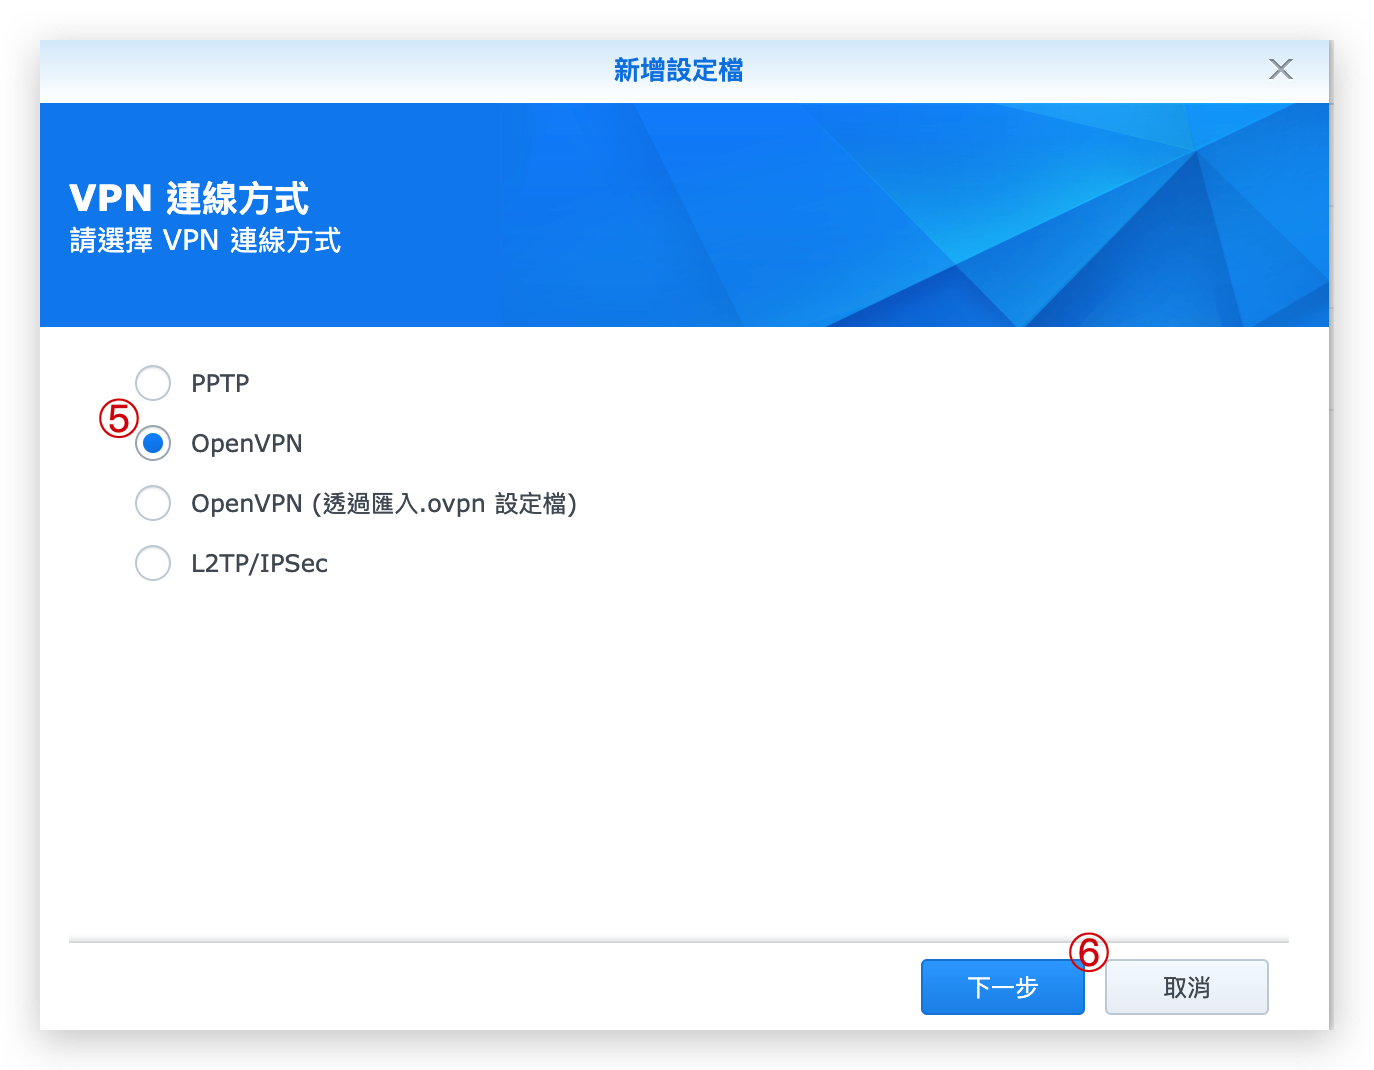 新增設定檔
VPN 連線方式
請選擇 VPN 連線方式
PPTP
⑤
OpenVPN
OpenVPN (透過匯入.ovpn 設定檔)
L2TP/IPSec
⑥
下一步
取消